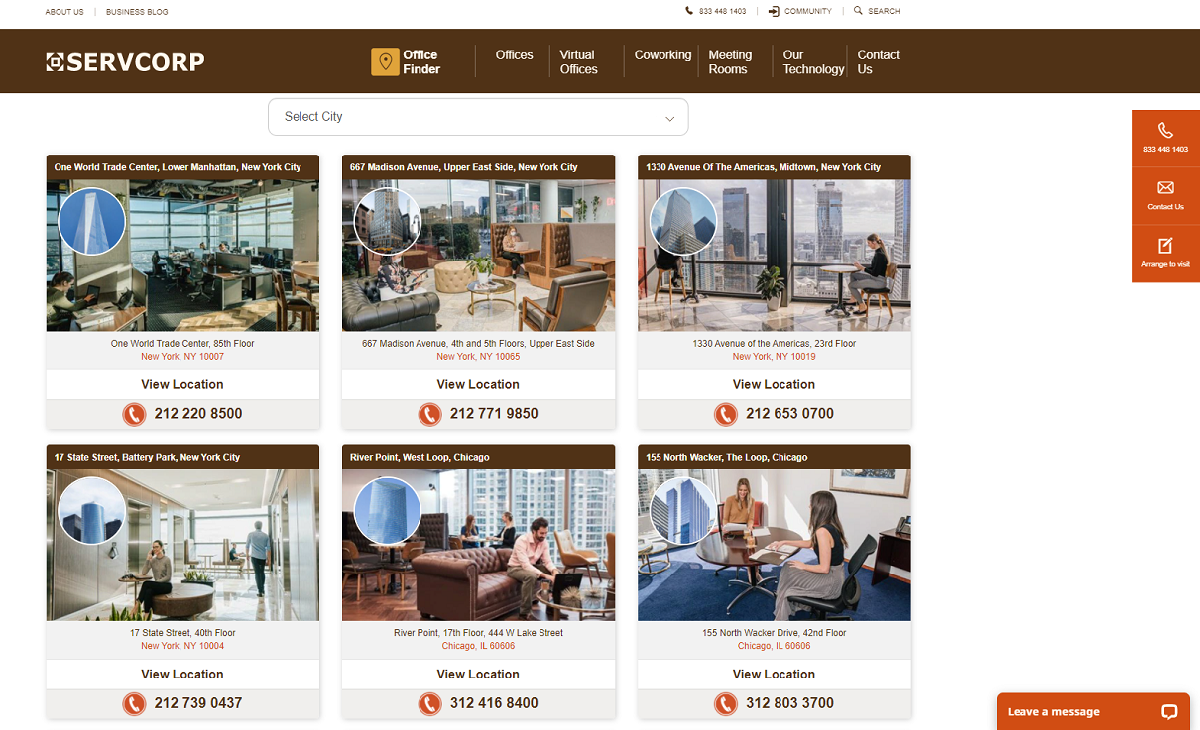 ABOUT US
BUSINESS BLOG
833 448 1403
COMMUNITY
SEARCH
SERVCORP
Office
Finder
Offices
Virtual
Offices
Coworking
Meeting
Rooms
Our
Technology
Contact
Us
Select City
833 448 1403
Contact Us
Arrange to visit
One World Trade Center, Lower Manhattan, New York City
One World Trade Center, 85th Floor
New York, NY 10007
View Location
212 220 8500
667 Madison Avenue, Upper East Side, New York City
667 Madison Avenue, 4th and 5th Floors, Upper East Side
New York, NY 10065
View Location
212 771 9850
1330 Avenue Of The Americas, Midtown, New York City
1330 Avenue of the Americas, 23rd Floor
New York, NY 10019
View Location
212 653 0700
17 State Street, Battery Park, New York City
17 State Street, 40th Floor
New York, NY 10004
View Location
212 739 0437
River Point, West Loop, Chicago
River Point, 17th Floor, 444 W Lake Street
Chicago, IL 60606
View Location
312 416 8400
155 North Wacker, The Loop, Chicago
155 North Wacker Drive, 42nd Floor
Chicago, IL 60606
View Location
312 803 3700
Leave a message